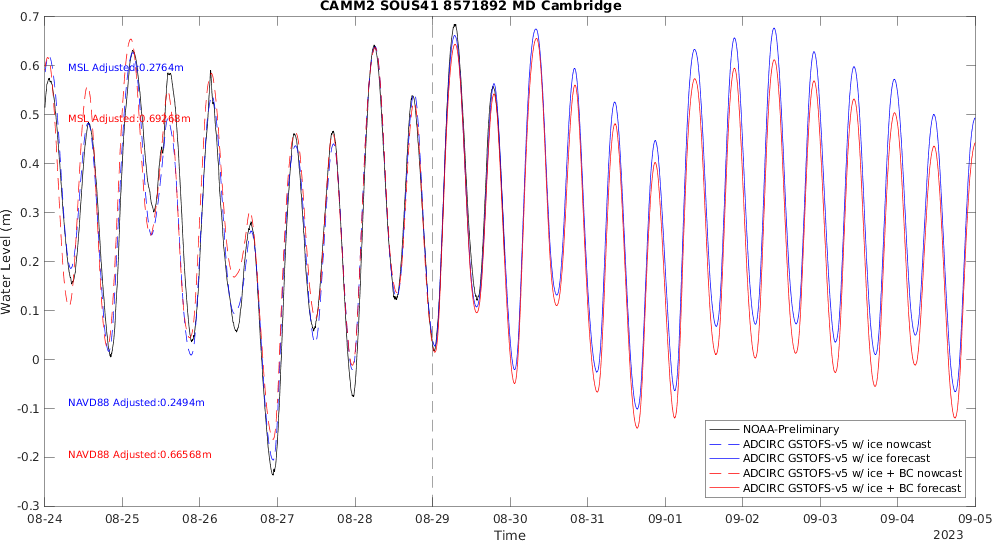 CAMM2 SOUS41 8571892 MD Cambridge
0.7
0.6
0.5
0.4
0.3
0.2
0.1
0
-0.1
-0.2
-0.3
Water Level (m)
MSL Adjusted:0.2764m
MSL Adjusted:0.69268m
NAVD88 Adjusted:0.2494m
NAVD88 Adjusted:0.66568m
NOAA-Preliminary
ADCIRC GSTOFS-v5 w/ ice nowcast
ADCIRC GSTOFS-v5 w/ ice forecast
ADCIRC GSTOFS-v5 w/ ice + BC nowcast
ADCIRC GSTOFS-v5 w/ ice + BC forecast
08-24 08-25 08-26 08-27 08-28 08-29 08-30 08-31 09-01 09-02 09-03 09-04 09-05
Time
2023